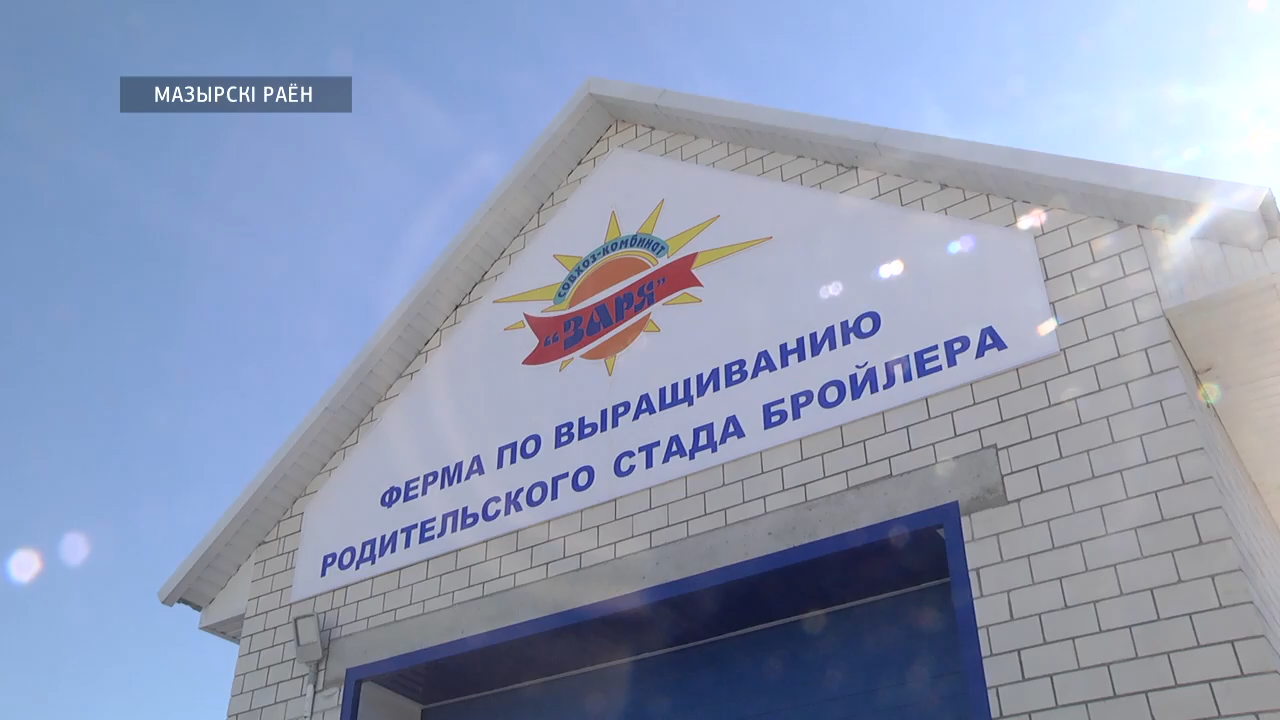 МАЗЫРСКІ РАЁН
СОВХОЗ-КОМБИНАТ
"ЗАРЯ"
ФЕРМА ПО ВЫРАЩИВАНИЮ
РОДИТЕЛЬСКОГО СТАДА БРОЙЛЕРА